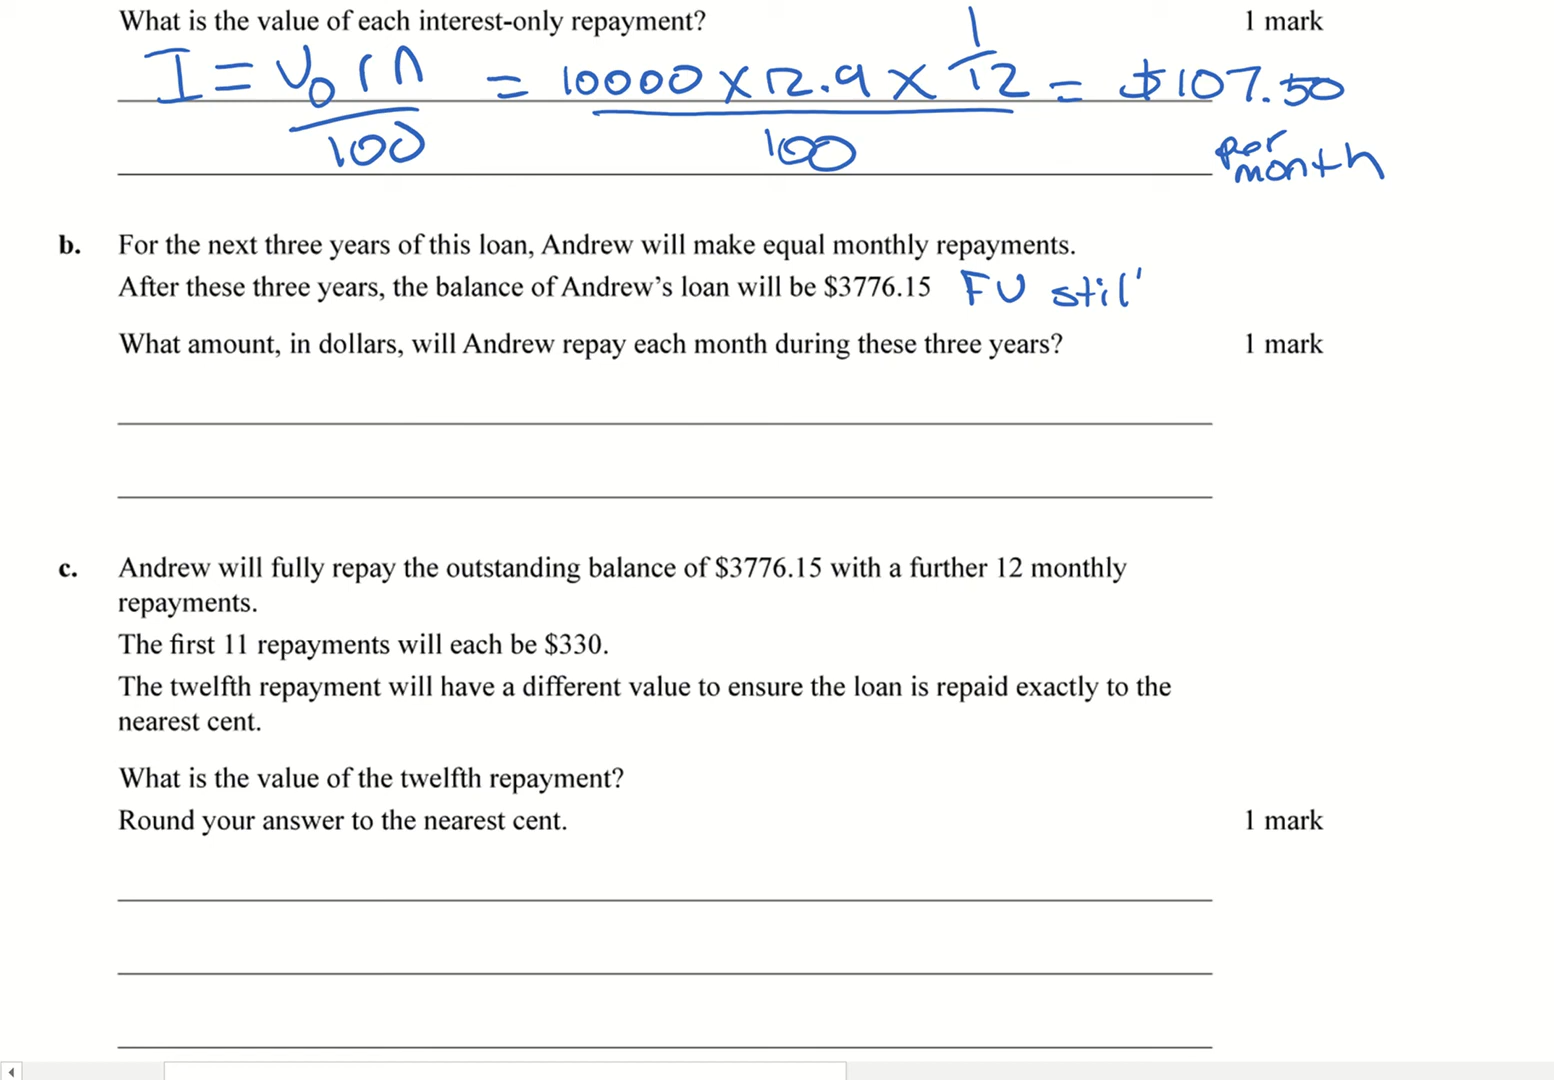 What is the value of each interest-only repayment? 1 mark
I = V₀ r n / 100 = 10000 × 12.9 × 1/12 / 100 = $107.50 per month
b. For the next three years of this loan, Andrew will make equal monthly repayments.
After these three years, the balance of Andrew's loan will be $3776.15 FV stil'
What amount, in dollars, will Andrew repay each month during these three years? 1 mark
c. Andrew will fully repay the outstanding balance of $3776.15 with a further 12 monthly
repayments.
The first 11 repayments will each be $330.
The twelfth repayment will have a different value to ensure the loan is repaid exactly to the
nearest cent.
What is the value of the twelfth repayment?
Round your answer to the nearest cent. 1 mark